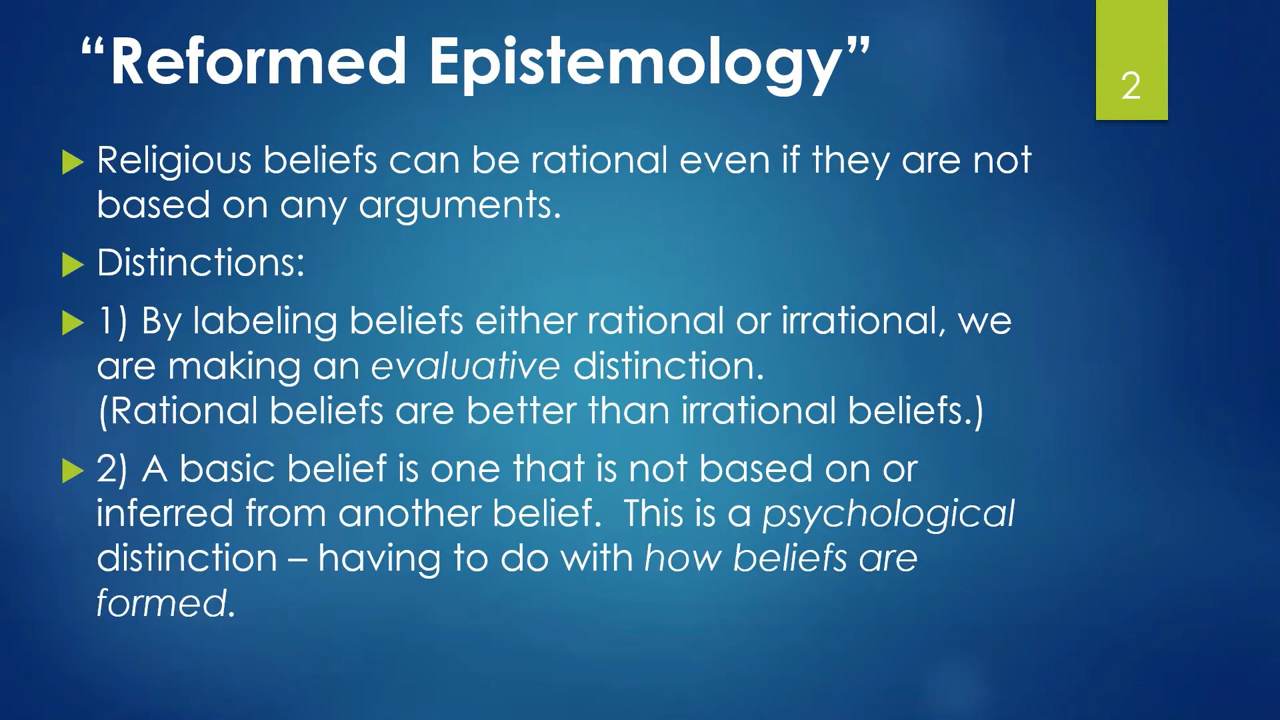 “Reformed Epistemology”
2
Religious beliefs can be rational even if they are not
based on any arguments.
Distinctions:
1) By labeling beliefs either rational or irrational, we
are making an evaluative distinction.
(Rational beliefs are better than irrational beliefs.)
2) A basic belief is one that is not based on or
inferred from another belief.  This is a psychological
distinction – having to do with how beliefs are
formed.